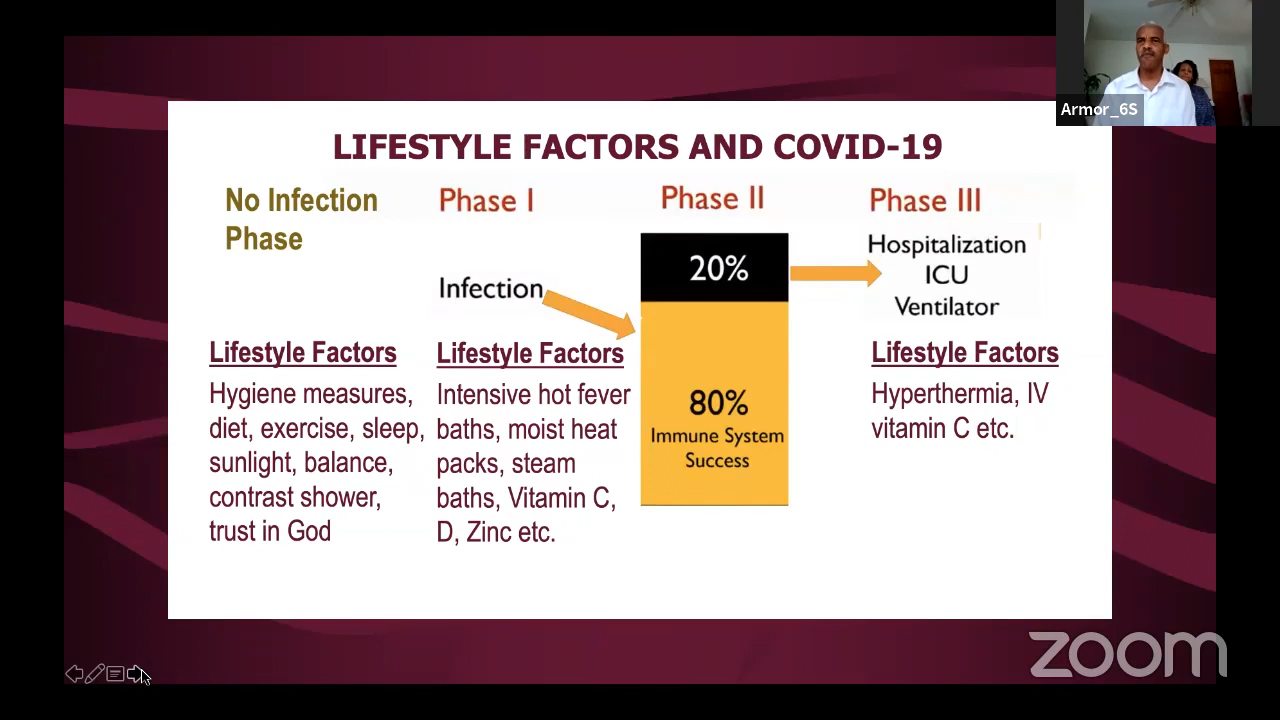 Armor_6S
LIFESTYLE FACTORS AND COVID-19
No Infection
Phase
Lifestyle Factors
Hygiene measures,
diet, exercise, sleep,
sunlight, balance,
contrast shower,
trust in God
Phase I
Infection
Lifestyle Factors
Intensive hot fever
baths, moist heat
packs, steam
baths, Vitamin C,
D, Zinc etc.
Phase II
20%
80%
Immune System
Success
Phase III
Hospitalization
ICU
Ventilator
Lifestyle Factors
Hyperthermia, IV
vitamin C etc.
zoom